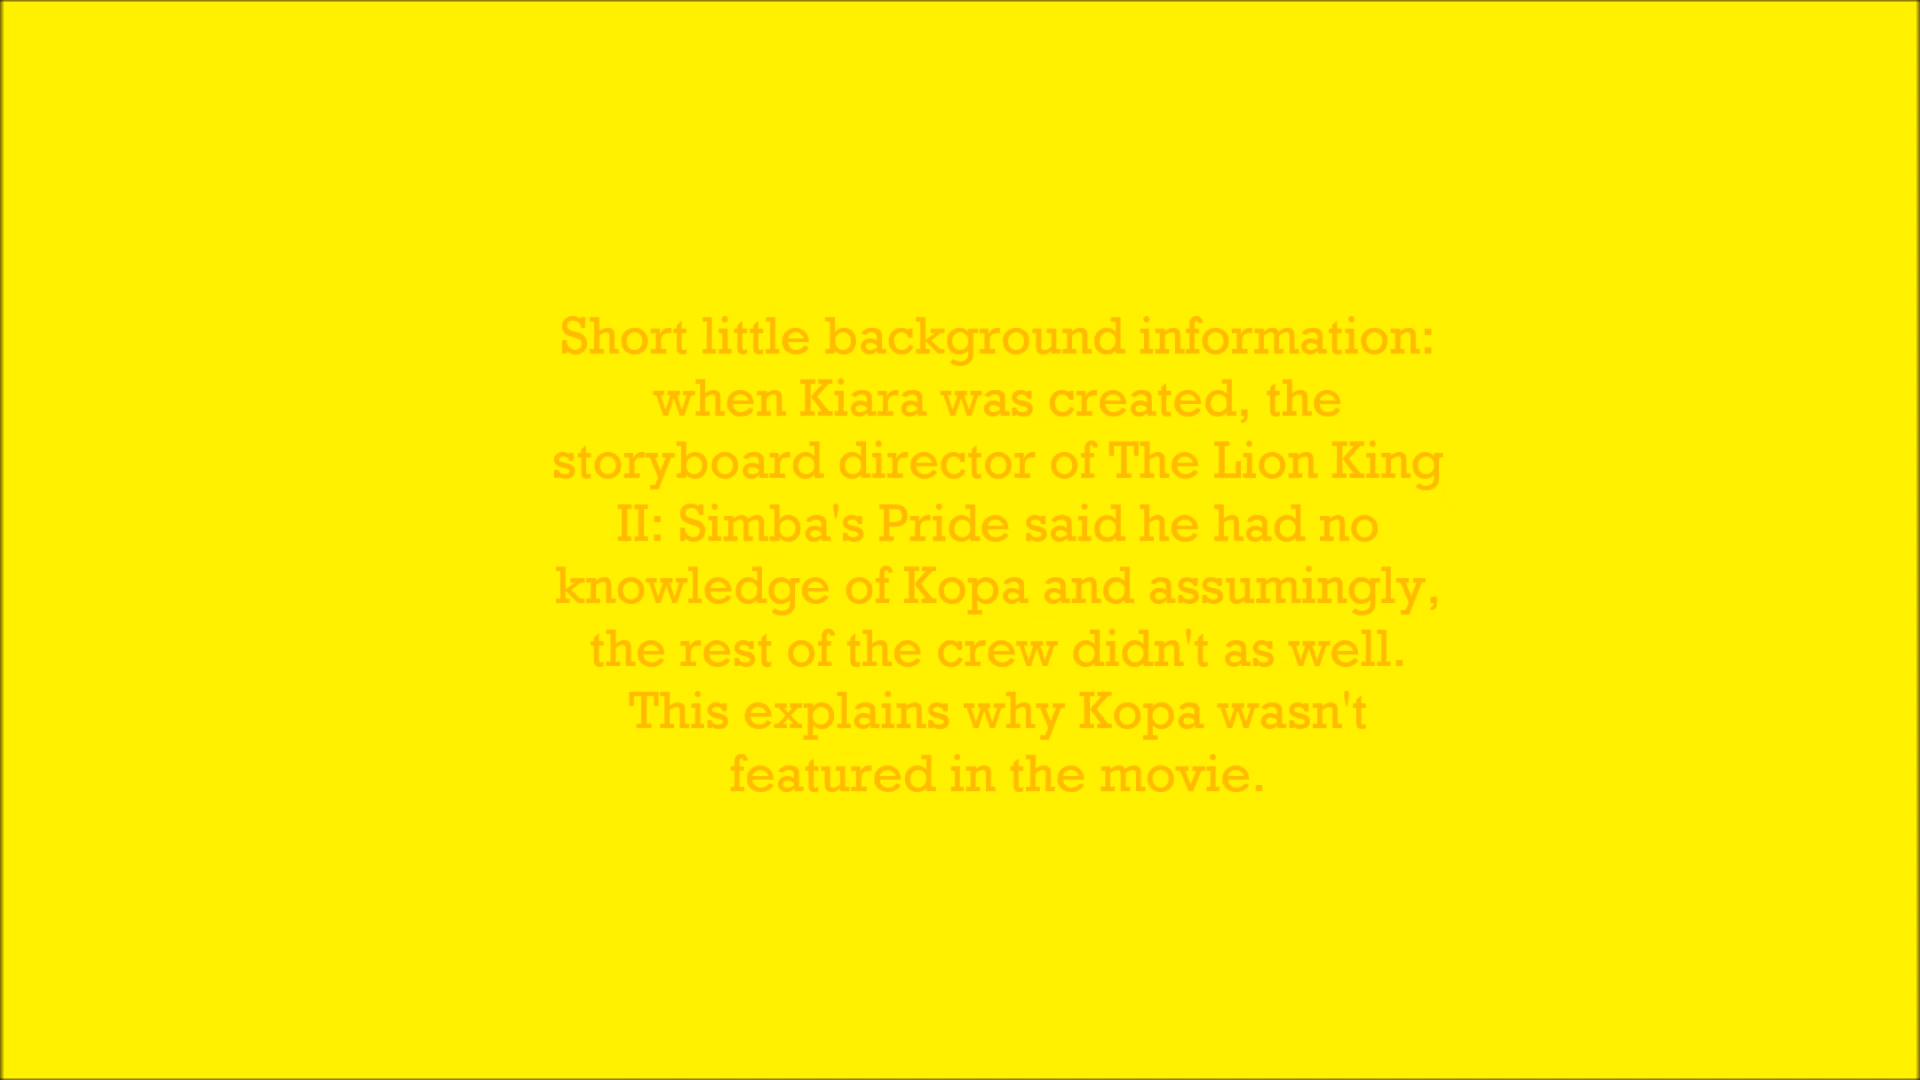 Short little background information:
when Kiara was created, the
storyboard director of The Lion King
II: Simba's Pride said he had no
knowledge of Kopa and assumingly,
the rest of the crew didn't as well.
This explains why Kopa wasn't
featured in the movie.